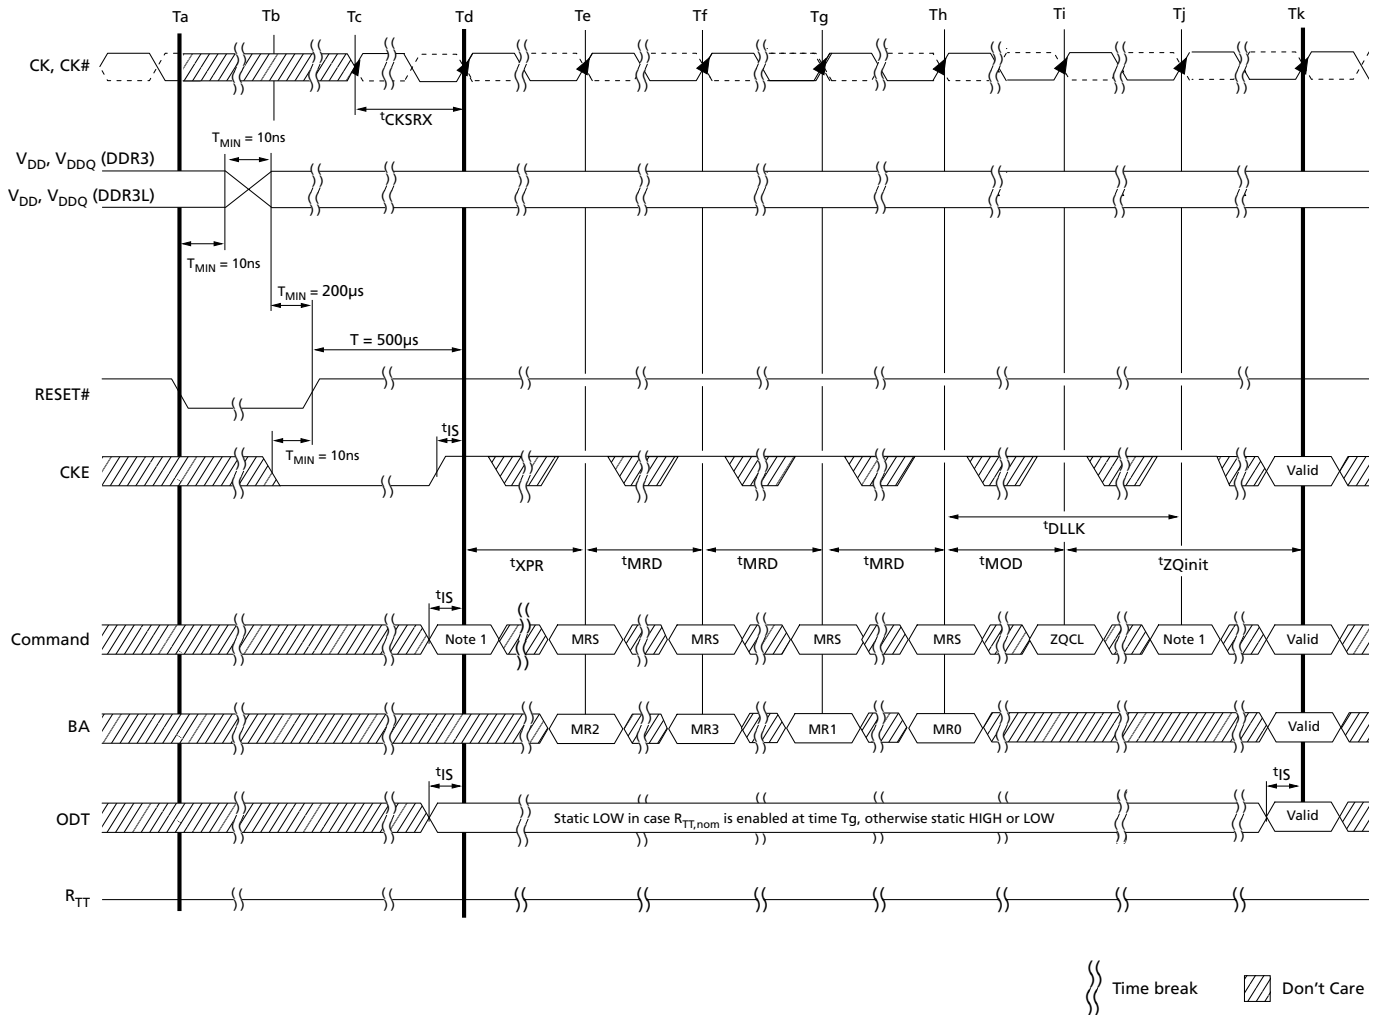 Ta Tb Tc Td Te Tf Tg Th Ti Tj Tk
CK, CK#
tCKSRX
TMIN = 10ns
VDD, VDDQ (DDR3)
VDD, VDDQ (DDR3L)
TMIN = 10ns
TMIN = 200µs
T = 500µs
RESET#
tIS
TMIN = 10ns
CKE
Valid
tDLLK
tXPR tMRD tMRD tMRD tMOD tZQinit
tIS
Command Note 1 MRS MRS MRS MRS ZQCL Note 1 Valid
BA MR2 MR3 MR1 MR0 Valid
tIS tIS
ODT Static LOW in case RTT,nom is enabled at time Tg, otherwise static HIGH or LOW Valid
RTT
Time break Don't Care